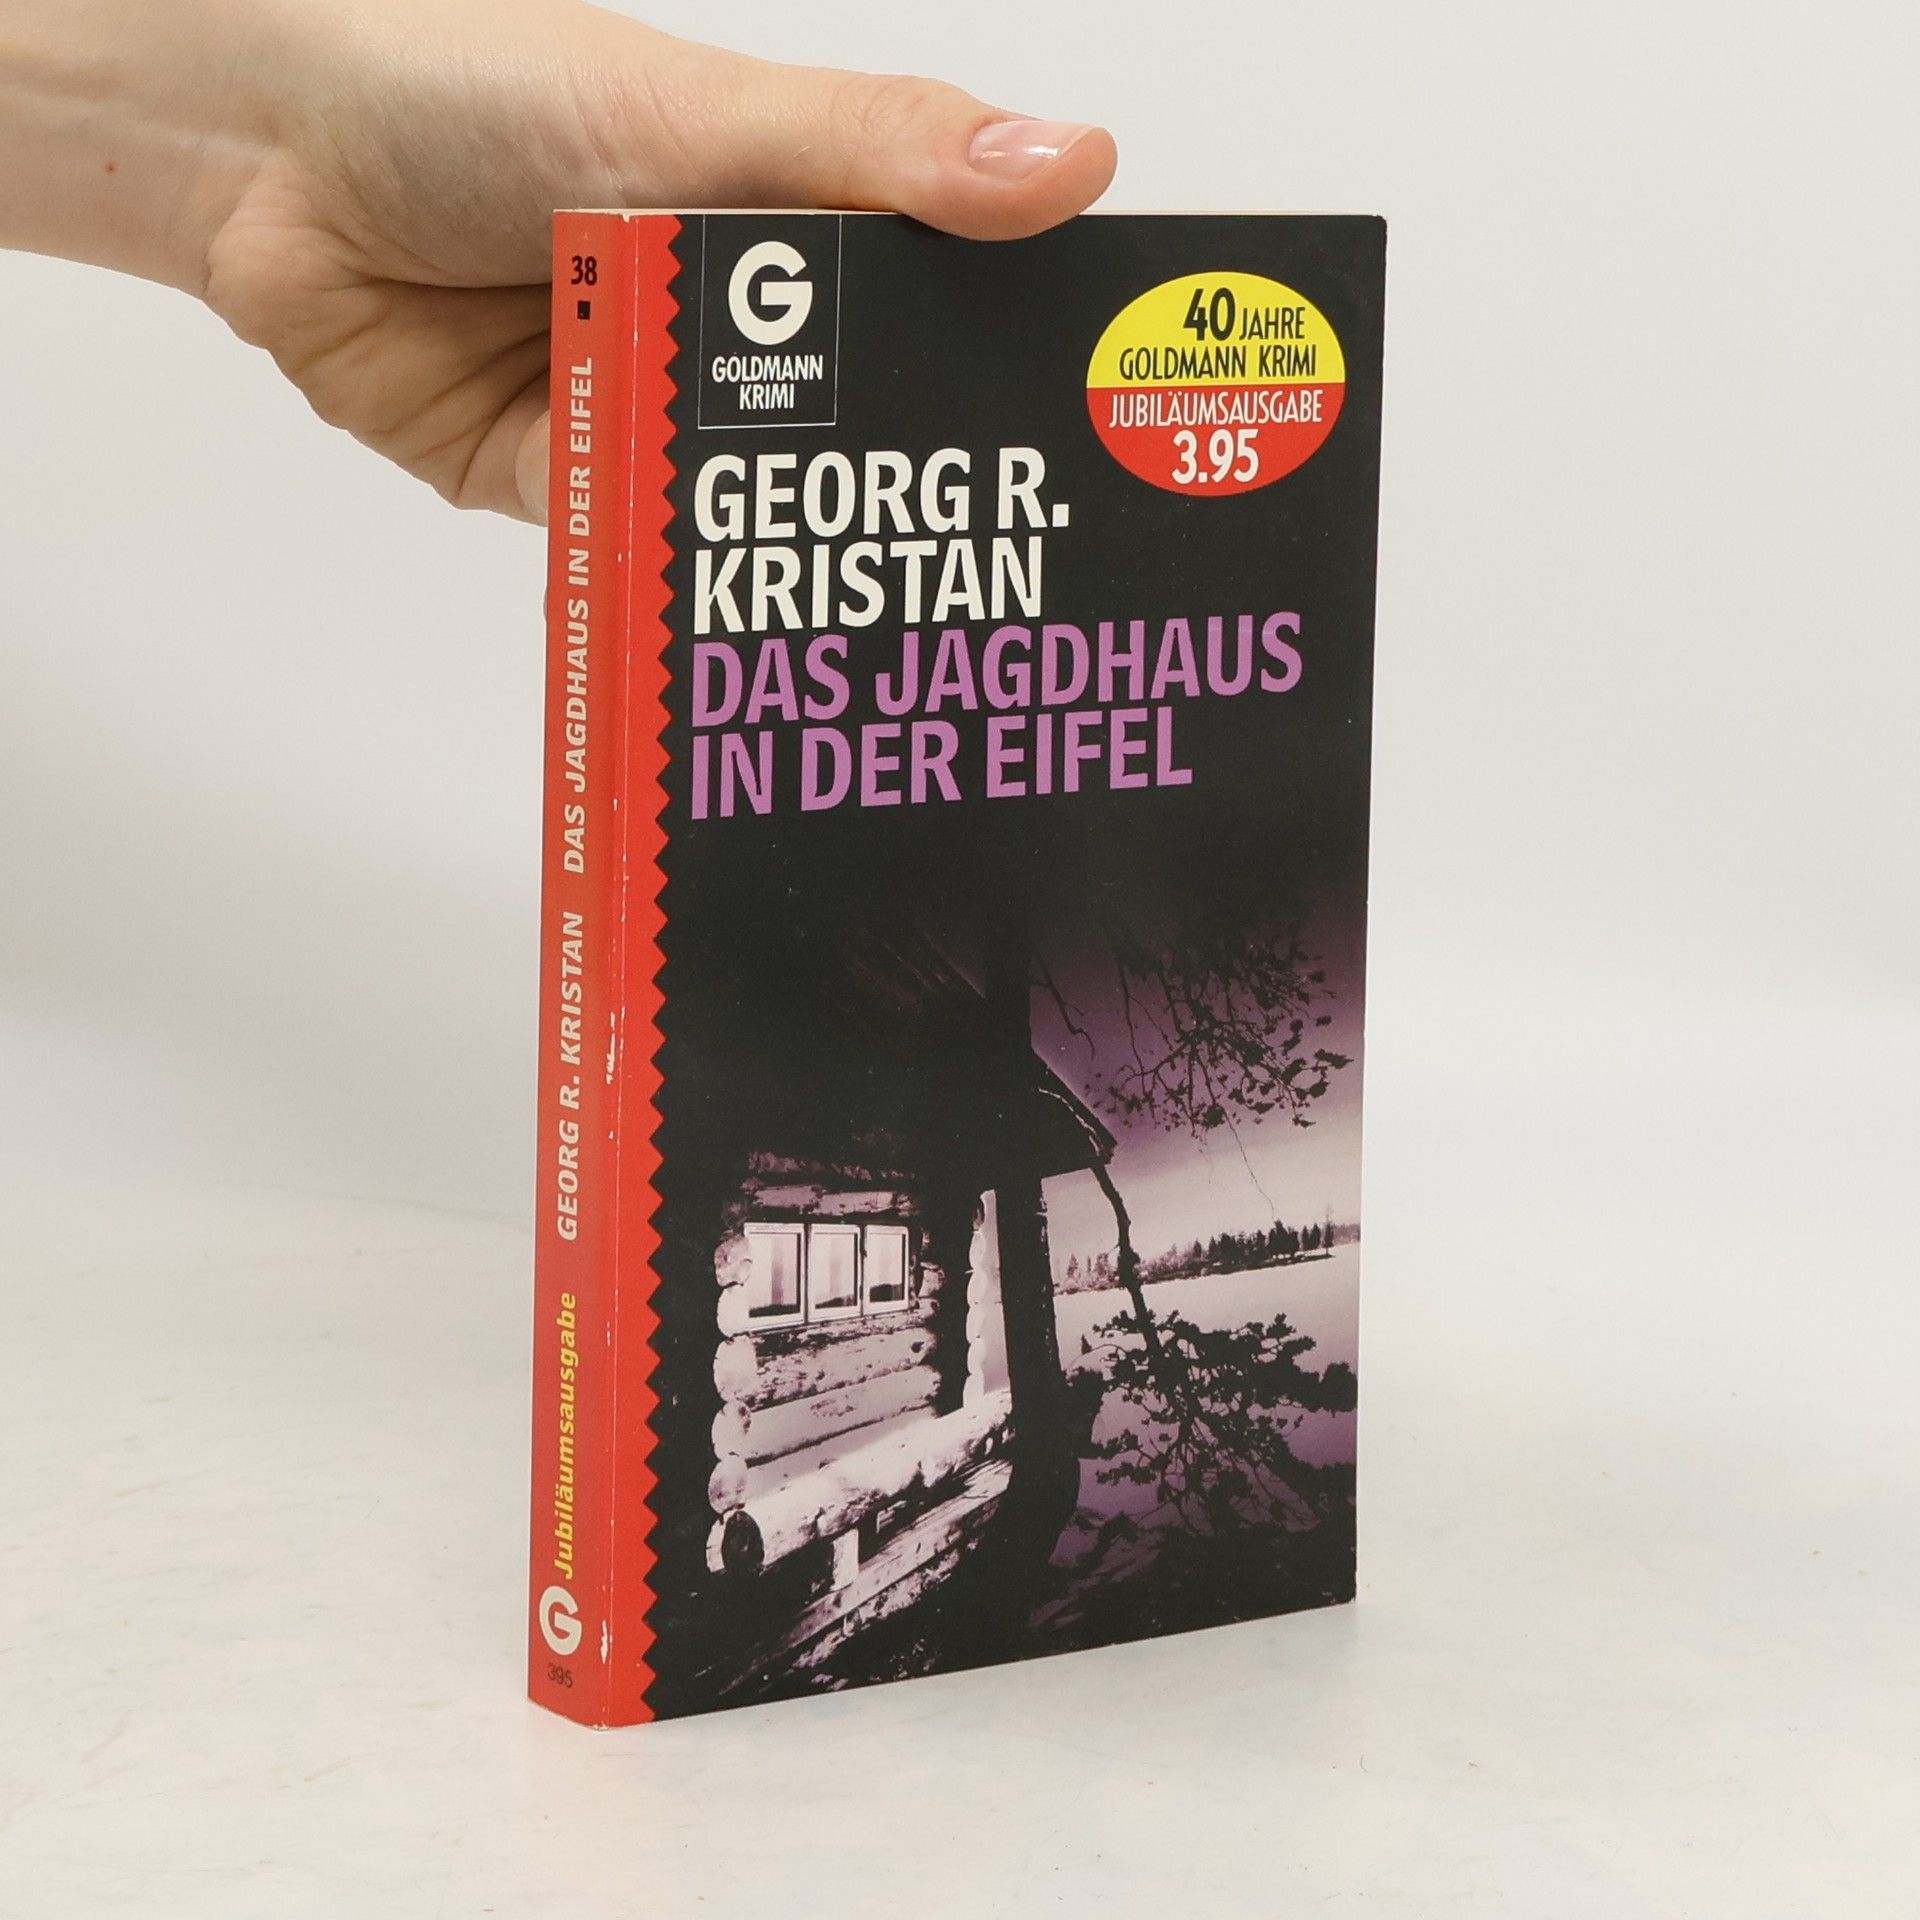 38
GEORG R. KRISTAN DAS JAGDHAUS IN DER EIFEL
Jubiläumsausgabe
G
395
G
GOLDMANN
KRIMI
40 JAHRE
GOLDMANN KRIMI
JUBILÄUMSAUSGABE
3.95
GEORG R.
KRISTAN
DAS JAGDHAUS
IN DER EIFEL